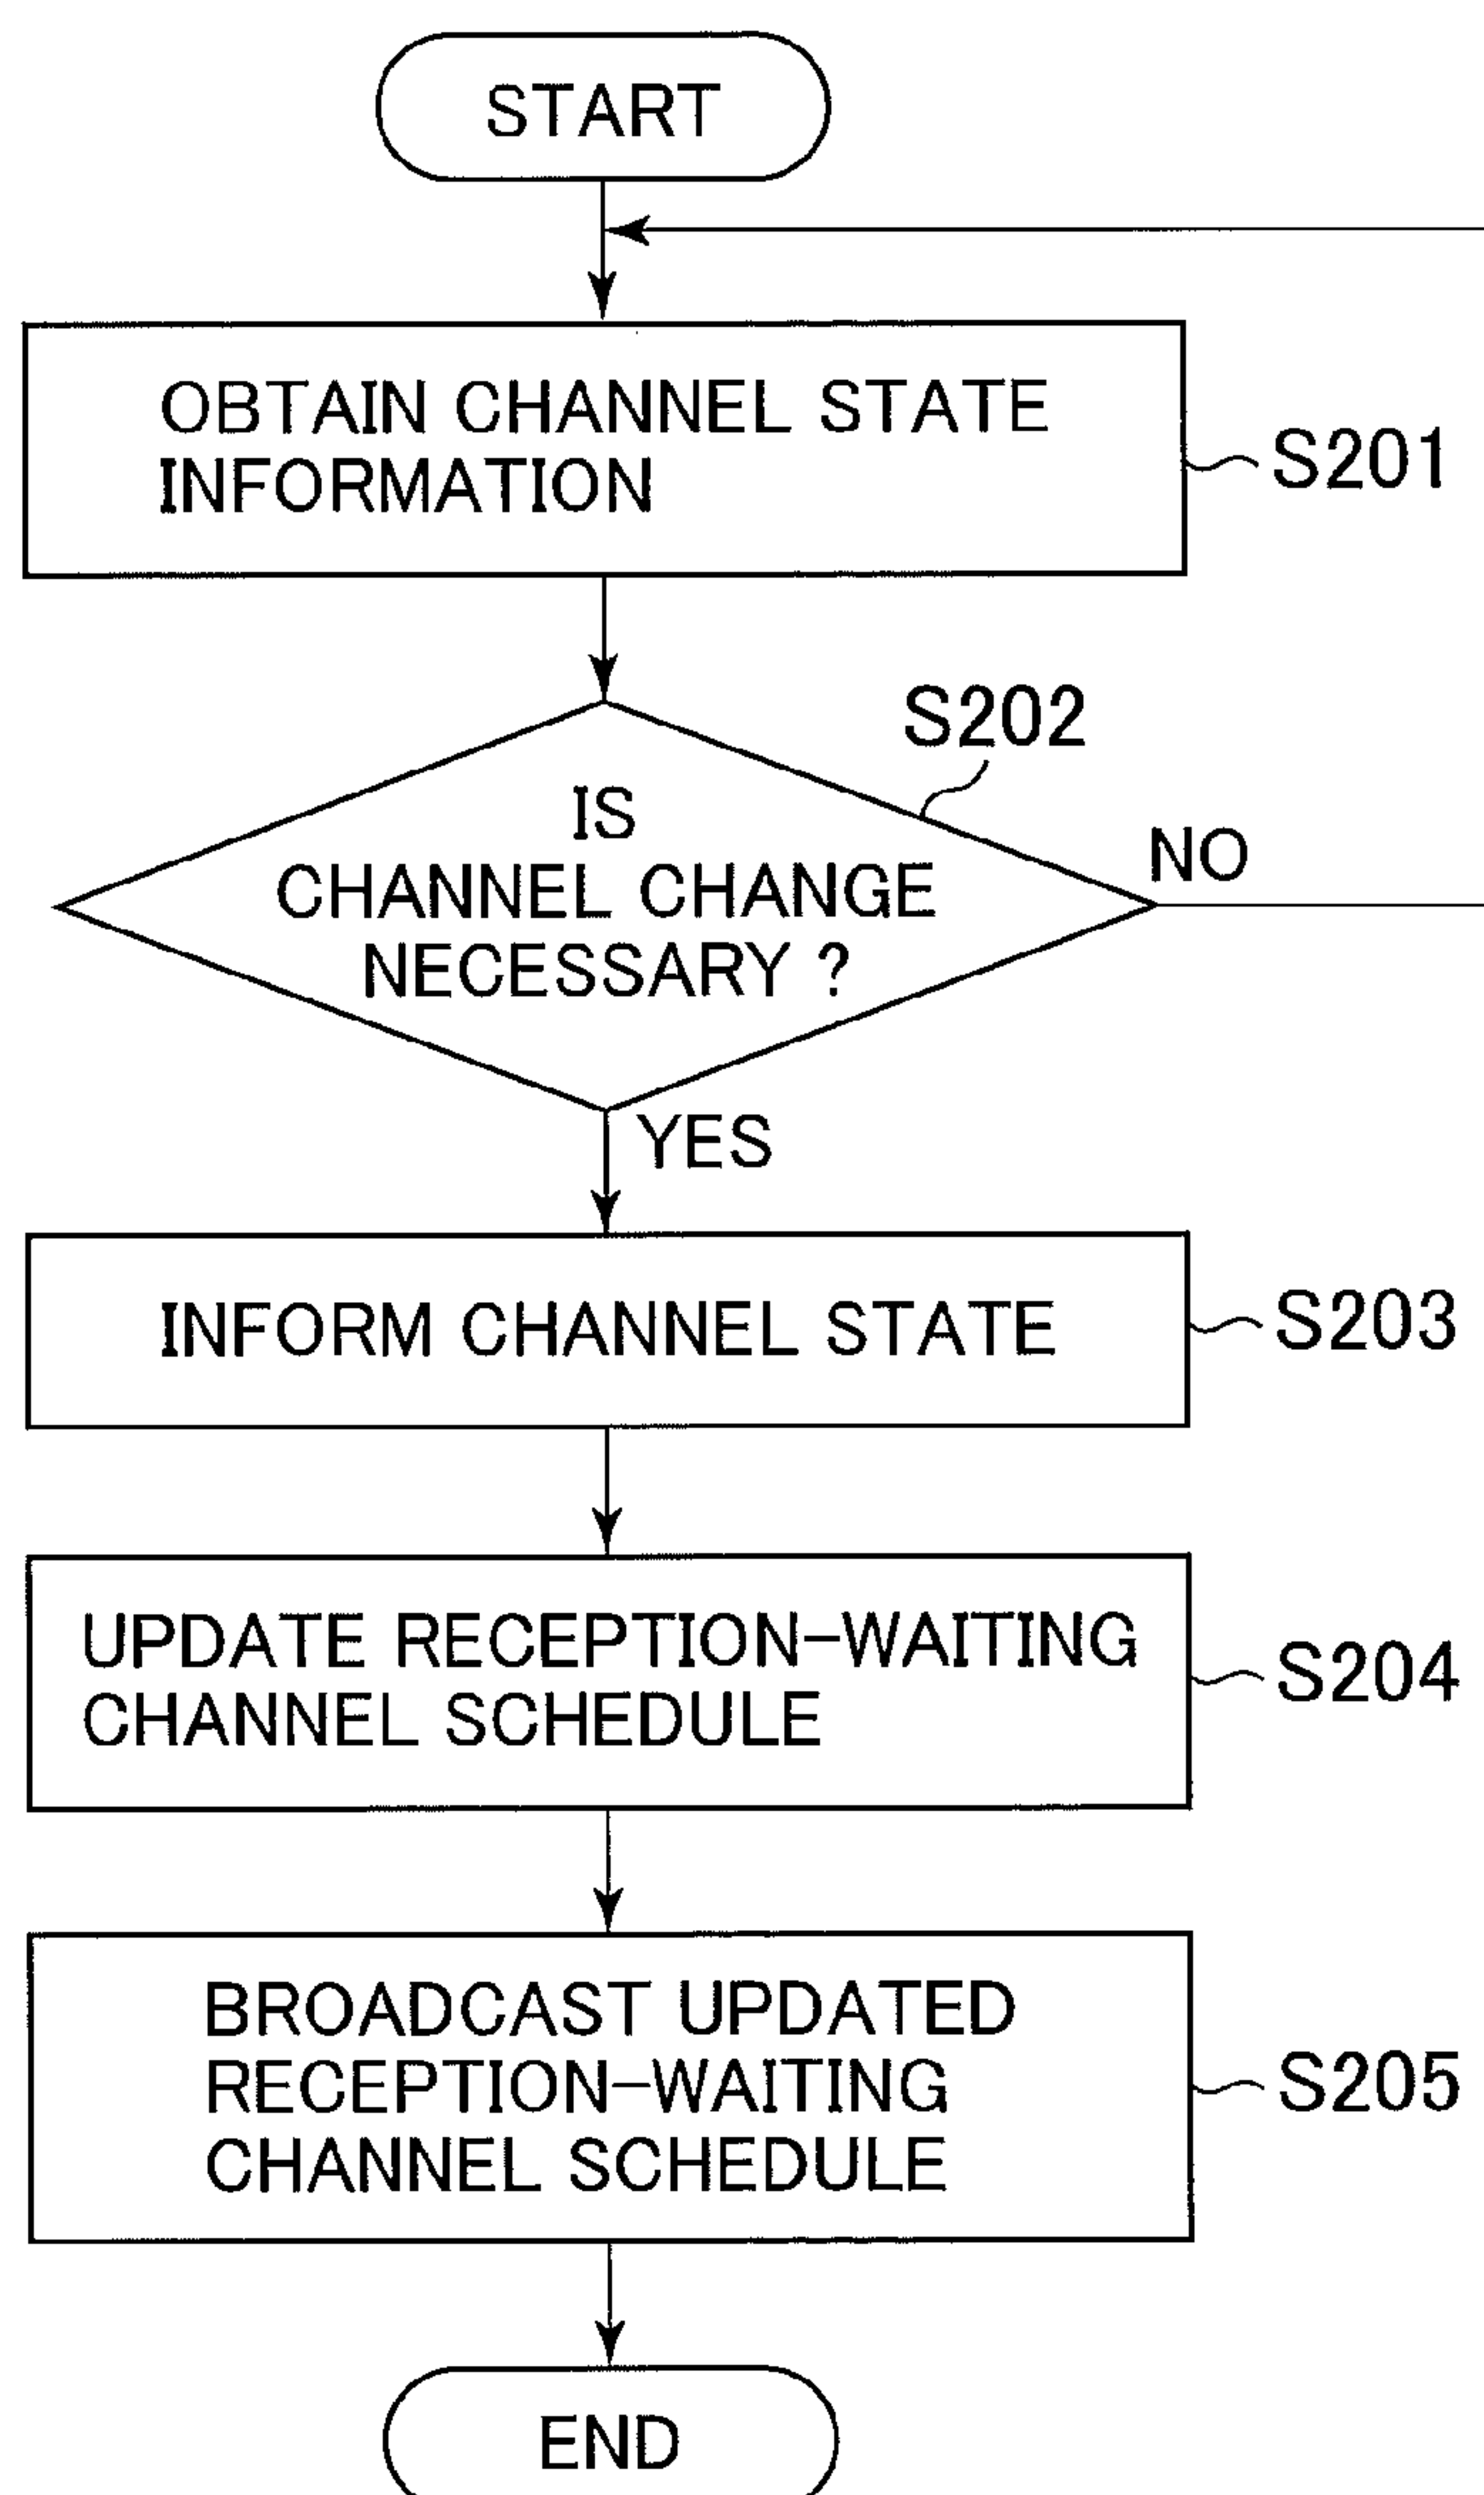 START
OBTAIN CHANNEL STATE
INFORMATION
S201
S202
IS
CHANNEL CHANGE
NECESSARY ?
NO
YES
INFORM CHANNEL STATE
S203
UPDATE RECEPTION-WAITING
CHANNEL SCHEDULE
S204
BROADCAST UPDATED
RECEPTION-WAITING
CHANNEL SCHEDULE
S205
END